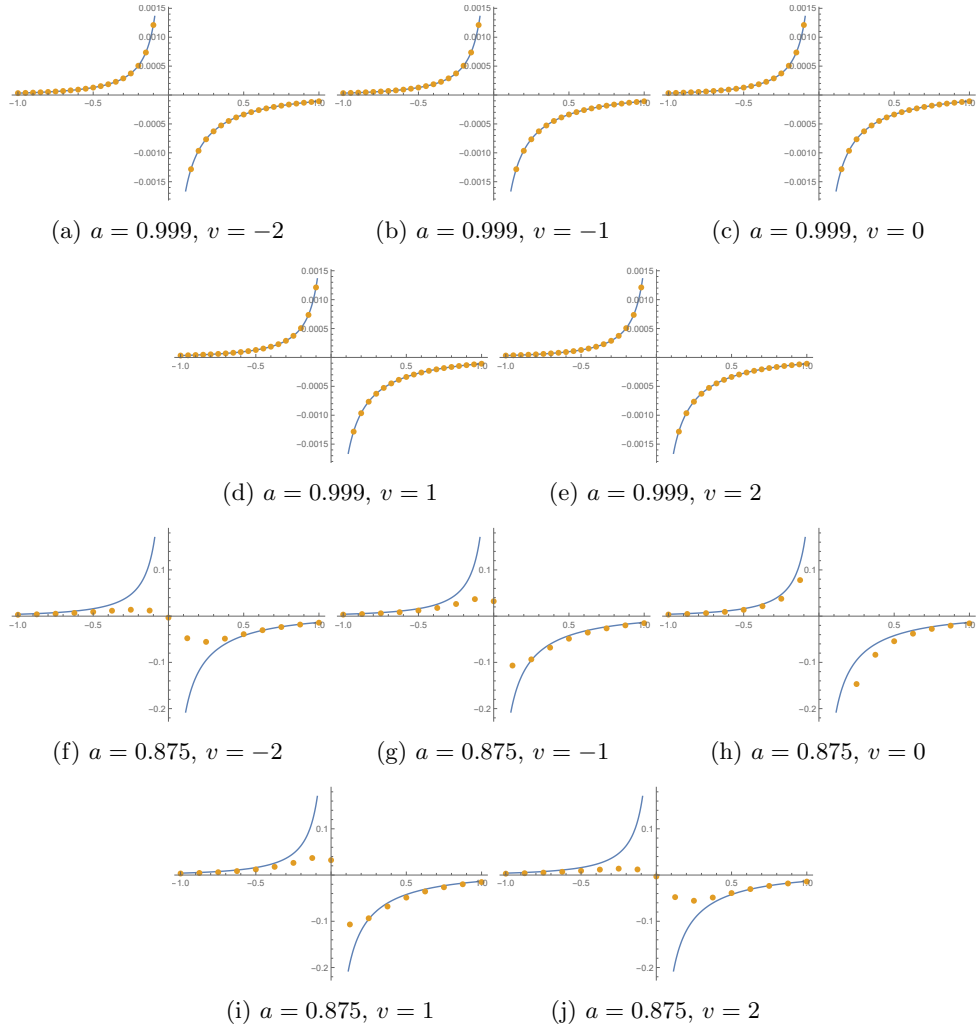 0.0015 0.0015 0.0015
0.0010 0.0010 0.0010
0.0005 0.0005 0.0005
−1.0 −0.5 0.5 1.0 −1.0 −0.5 0.5 1.0 −1.0 −0.5 0.5 1.0
−0.0005 −0.0005 −0.0005
−0.0010 −0.0010 −0.0010
−0.0015 −0.0015 −0.0015
(a) a = 0.999, v = −2 (b) a = 0.999, v = −1 (c) a = 0.999, v = 0
0.0015 0.0015
0.0010 0.0010
0.0005 0.0005
−1.0 −0.5 0.5 1.0 −1.0 −0.5 0.5 1.0
−0.0005 −0.0005
−0.0010 −0.0010
−0.0015 −0.0015
(d) a = 0.999, v = 1 (e) a = 0.999, v = 2
0.1 0.1 0.1
−1.0 −0.5 0.5 1.0 −1.0 −0.5 0.5 1.0 −1.0 −0.5 0.5 1.0
−0.1 −0.1 −0.1
−0.2 −0.2 −0.2
(f) a = 0.875, v = −2 (g) a = 0.875, v = −1 (h) a = 0.875, v = 0
0.1 0.1
−1.0 −0.5 0.5 1.0 −1.0 −0.5 0.5 1.0
−0.1 −0.1
−0.2 −0.2
(i) a = 0.875, v = 1 (j) a = 0.875, v = 2